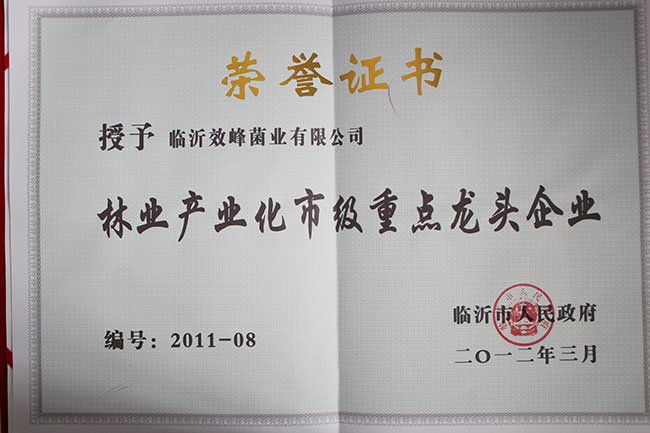 荣誉证书
授予 临沂效峰菌业有限公司
林业产业化市级重点龙头企业
临沂市人民政府
编号：2011-08
二〇一二年三月